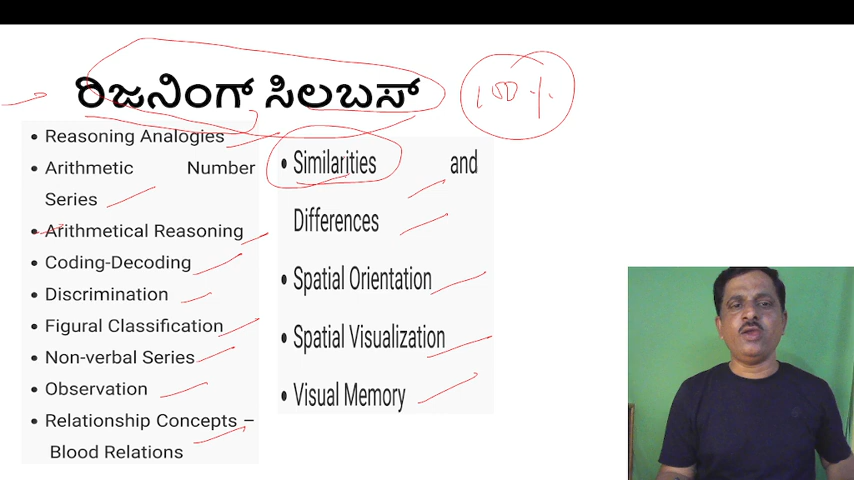 ರಿಜನಿಂಗ್ ಸಿಲಬಸ್
100 %
• Reasoning Analogies
• Arithmetic Number
Series
• Arithmetical Reasoning
• Coding-Decoding
• Discrimination
• Figural Classification
• Non-verbal Series
• Observation
• Relationship Concepts –
Blood Relations
• Similarities and
Differences
• Spatial Orientation
• Spatial Visualization
• Visual Memory